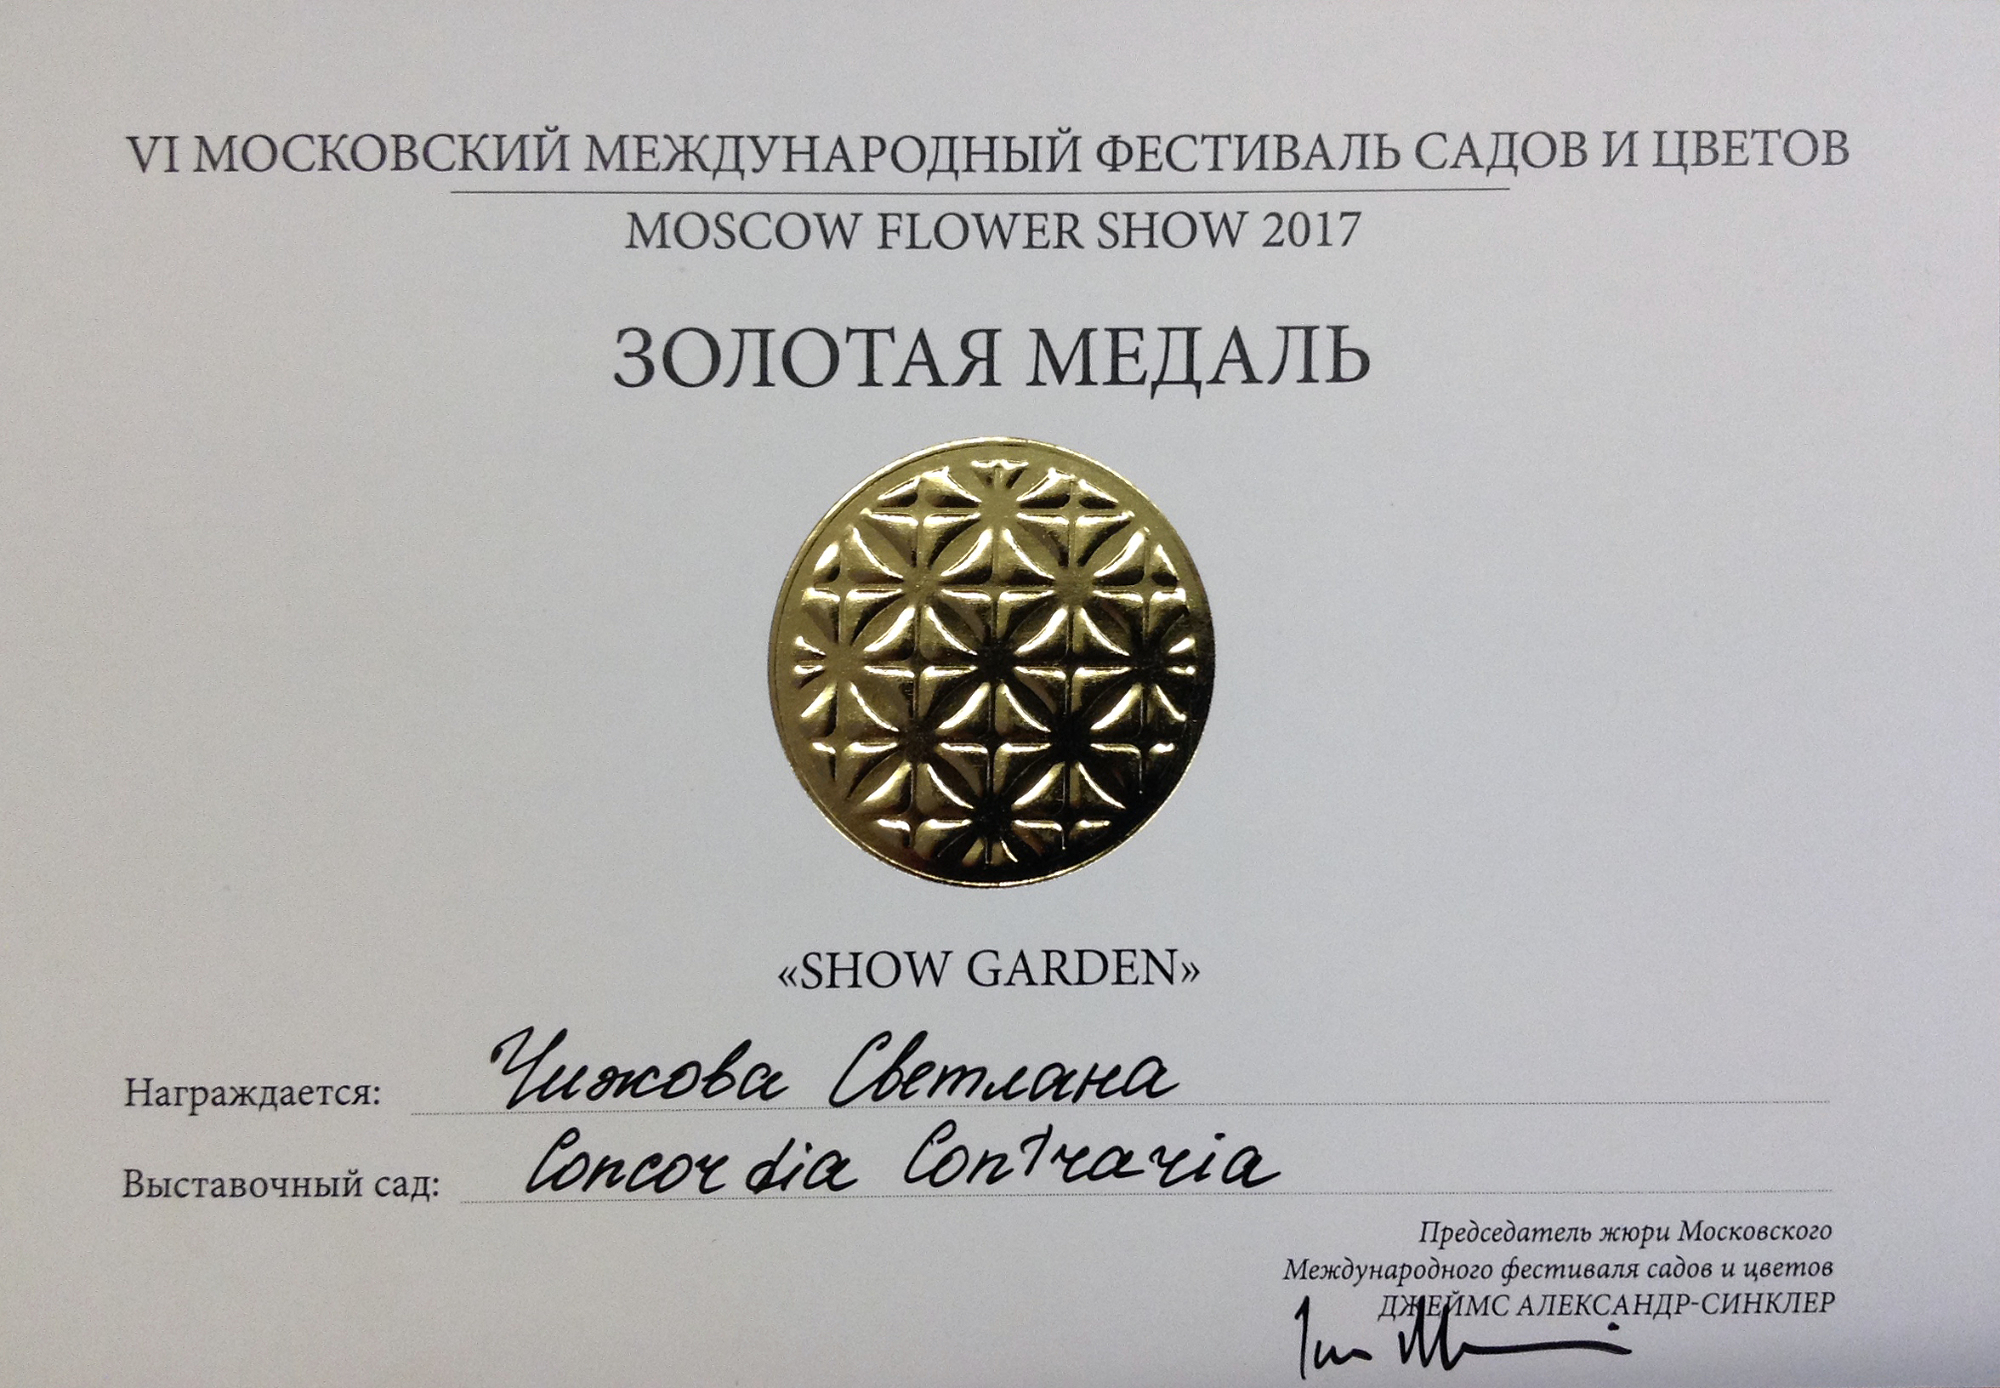 VI МОСКОВСКИЙ МЕЖДУНАРОДНЫЙ ФЕСТИВАЛЬ САДОВ И ЦВЕТОВ
MOSCOW FLOWER SHOW 2017
ЗОЛОТАЯ МЕДАЛЬ
«SHOW GARDEN»
Награждается: Чижова Светлана
Выставочный сад: Concordia Contraria
Председатель жюри Московского
Международного фестиваля садов и цветов
ДЖЕЙМС АЛЕКСАНДР-СИНКЛЕР